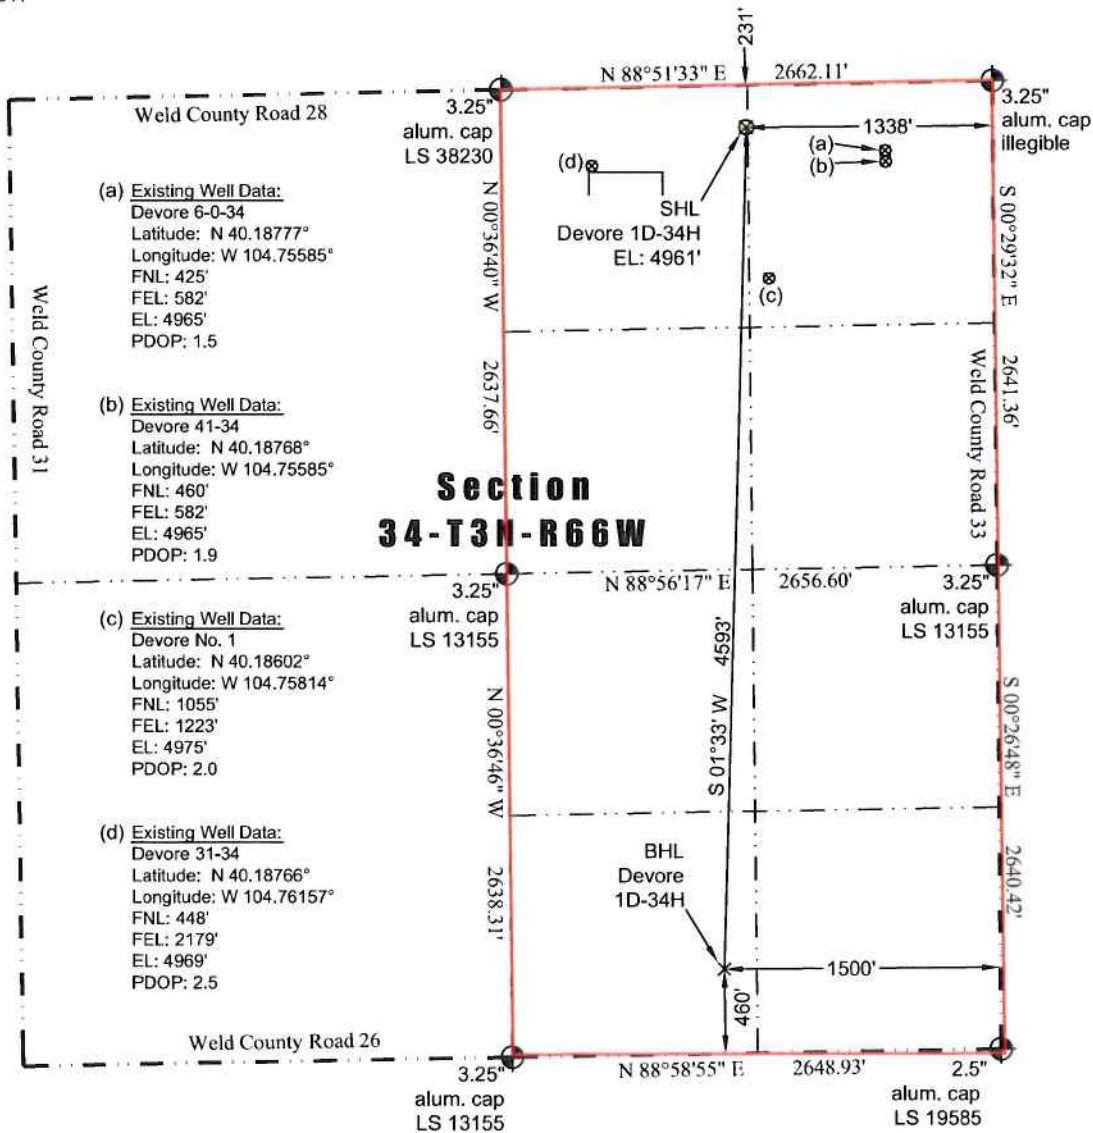 231'
N 88°51'33" E 2662.11'
Weld County Road 28
3.25"
alum. cap
LS 38230
3.25"
alum. cap
illegible
1338'
(a)
(b)
(d)
SHL
Devore 1D-34H
EL: 4961'
(c)
(a) Existing Well Data:
Devore 6-0-34
Latitude: N 40.18777°
Longitude: W 104.75585°
FNL: 425'
FEL: 582'
EL: 4965'
PDOP: 1.5
Weld County Road 31
N 00°36'40" W 2637.66'
S 00°29'32" E 2641.36'
Weld County Road 33
(b) Existing Well Data:
Devore 41-34
Latitude: N 40.18768°
Longitude: W 104.75585°
FNL: 460'
FEL: 582'
EL: 4965'
PDOP: 1.9
Section
34-T3N-R66W
N 88°56'17" E 2656.60'
3.25"
alum. cap
LS 13155
3.25"
alum. cap
LS 13155
(c) Existing Well Data:
Devore No. 1
Latitude: N 40.18602°
Longitude: W 104.75814°
FNL: 1055'
FEL: 1223'
EL: 4975'
PDOP: 2.0
S 01°33' W 4593'
N 00°36'46" W 2638.31'
S 00°26'48" E 2640.42'
(d) Existing Well Data:
Devore 31-34
Latitude: N 40.18766°
Longitude: W 104.76157°
FNL: 448'
FEL: 2179'
EL: 4969'
PDOP: 2.5
BHL
Devore
1D-34H
1500'
460'
Weld County Road 26
N 88°58'55" E 2648.93'
3.25"
alum. cap
LS 13155
2.5"
alum. cap
LS 19585